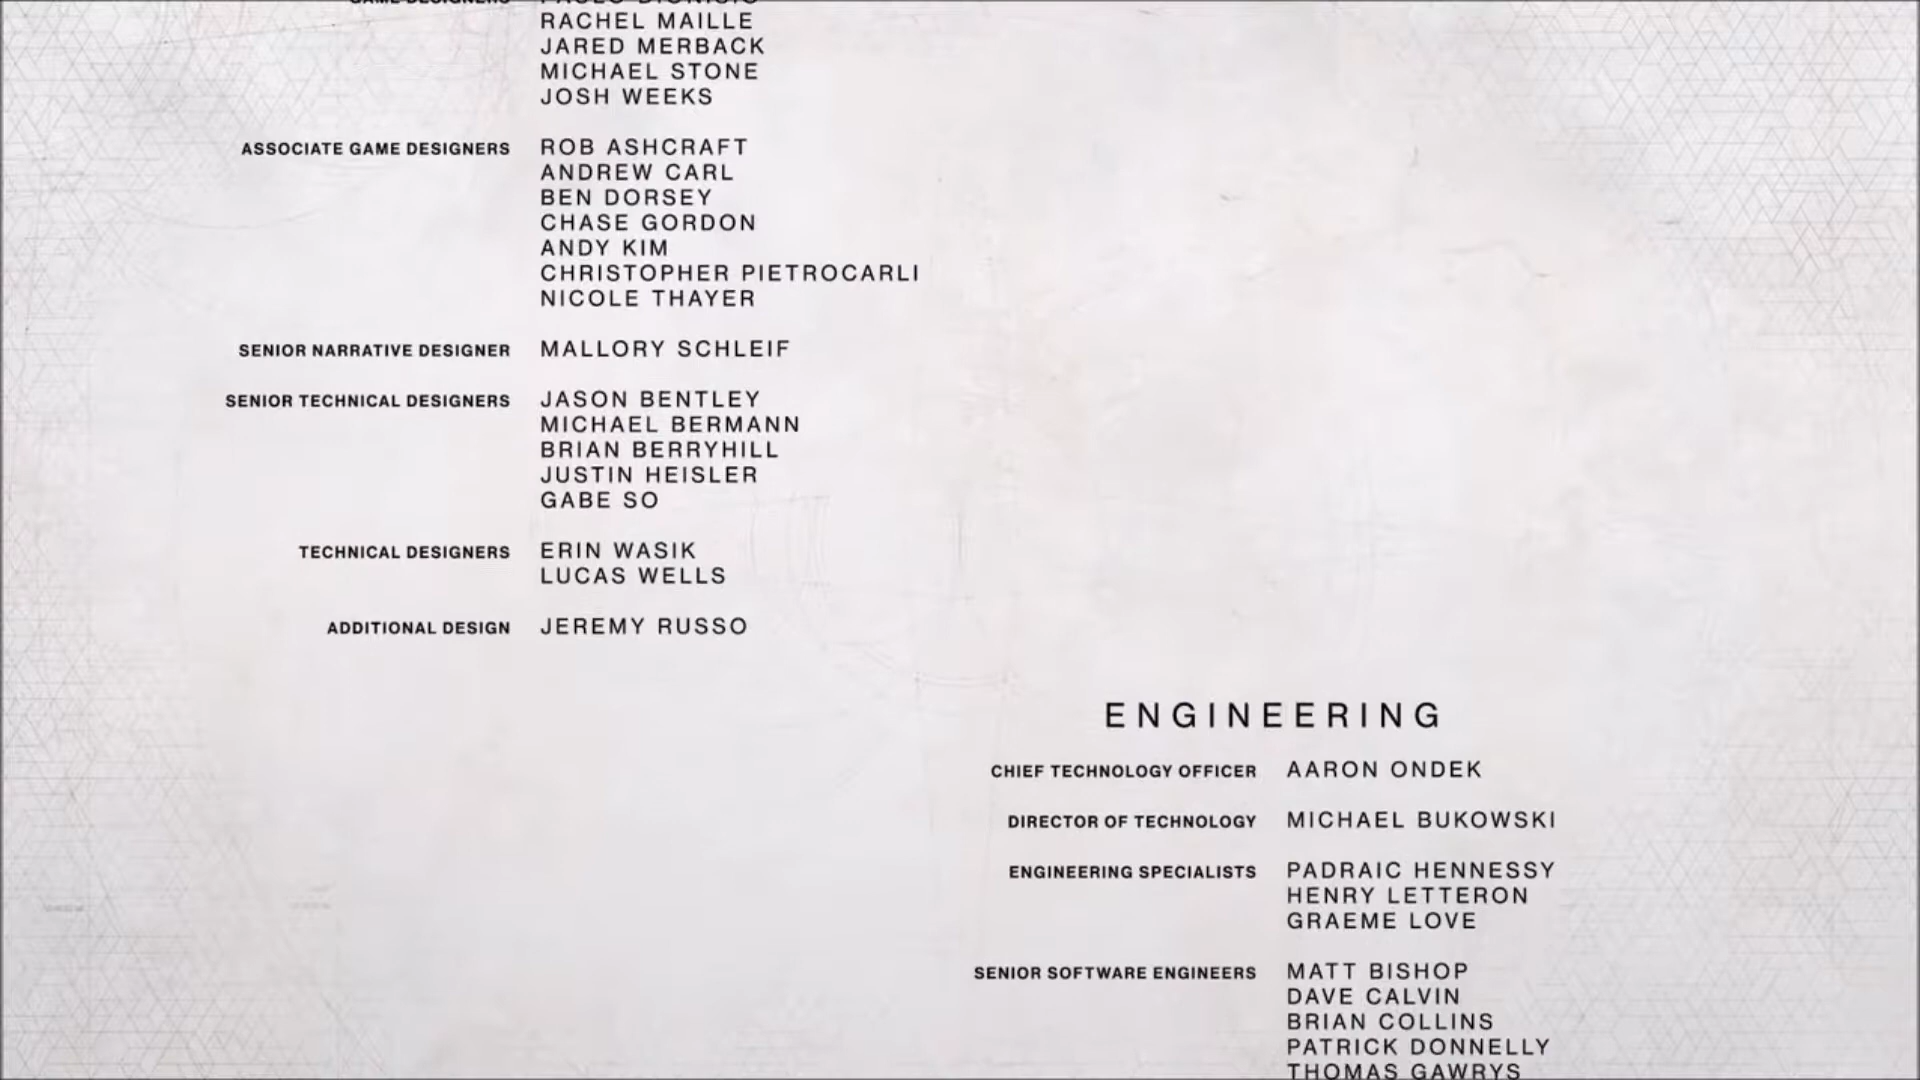 GAME DESIGNERS PAOLO DIONISIO
RACHEL MAILLE
JARED MERBACK
MICHAEL STONE
JOSH WEEKS
ASSOCIATE GAME DESIGNERS ROB ASHCRAFT
ANDREW CARL
BEN DORSEY
CHASE GORDON
ANDY KIM
CHRISTOPHER PIETROCARLI
NICOLE THAYER
SENIOR NARRATIVE DESIGNER MALLORY SCHLEIF
SENIOR TECHNICAL DESIGNERS JASON BENTLEY
MICHAEL BERMANN
BRIAN BERRYHILL
JUSTIN HEISLER
GABE SO
TECHNICAL DESIGNERS ERIN WASIK
LUCAS WELLS
ADDITIONAL DESIGN JEREMY RUSSO
ENGINEERING
CHIEF TECHNOLOGY OFFICER AARON ONDEK
DIRECTOR OF TECHNOLOGY MICHAEL BUKOWSKI
ENGINEERING SPECIALISTS PADRAIC HENNESSY
HENRY LETTERON
GRAEME LOVE
SENIOR SOFTWARE ENGINEERS MATT BISHOP
DAVE CALVIN
BRIAN COLLINS
PATRICK DONNELLY
THOMAS GAWRYS